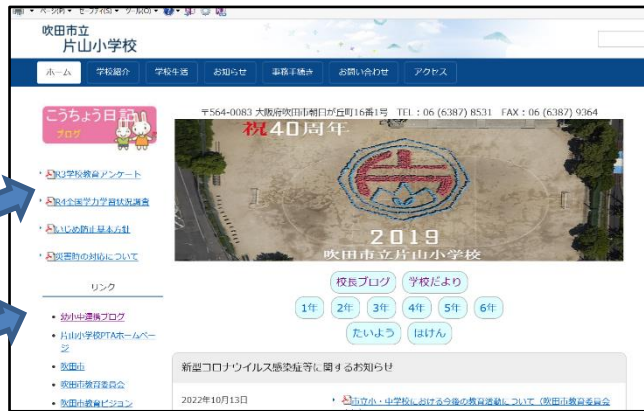 ページ(P) セーフティ(S) ツール(O)
吹田市立
片山小学校
ホーム 学校紹介 学校生活 お知らせ 事務手続き お問い合わせ アクセス
こうちょう日記
ブログ
〒564-0083 大阪府吹田市朝日が丘町16番1号 TEL：06 (6387) 8531 FAX：06 (6387) 9364
祝40周年
2019
吹田市立片山小学校
R3学校教育アンケート
R4全国学力学習状況調査
いじめ防止基本方針
災害時の対応について
リンク
幼小中連携ブログ
片山小学校PTAホームページ
吹田市
吹田市教育委員会
吹田市教育ビジョン
校長ブログ 学校だより
1年 2年 3年 4年 5年 6年
たいよう ほけん
新型コロナウイルス感染症等に関するお知らせ
2022年10月13日
市立小・中学校における今後の教育活動について（吹田市教育委員会